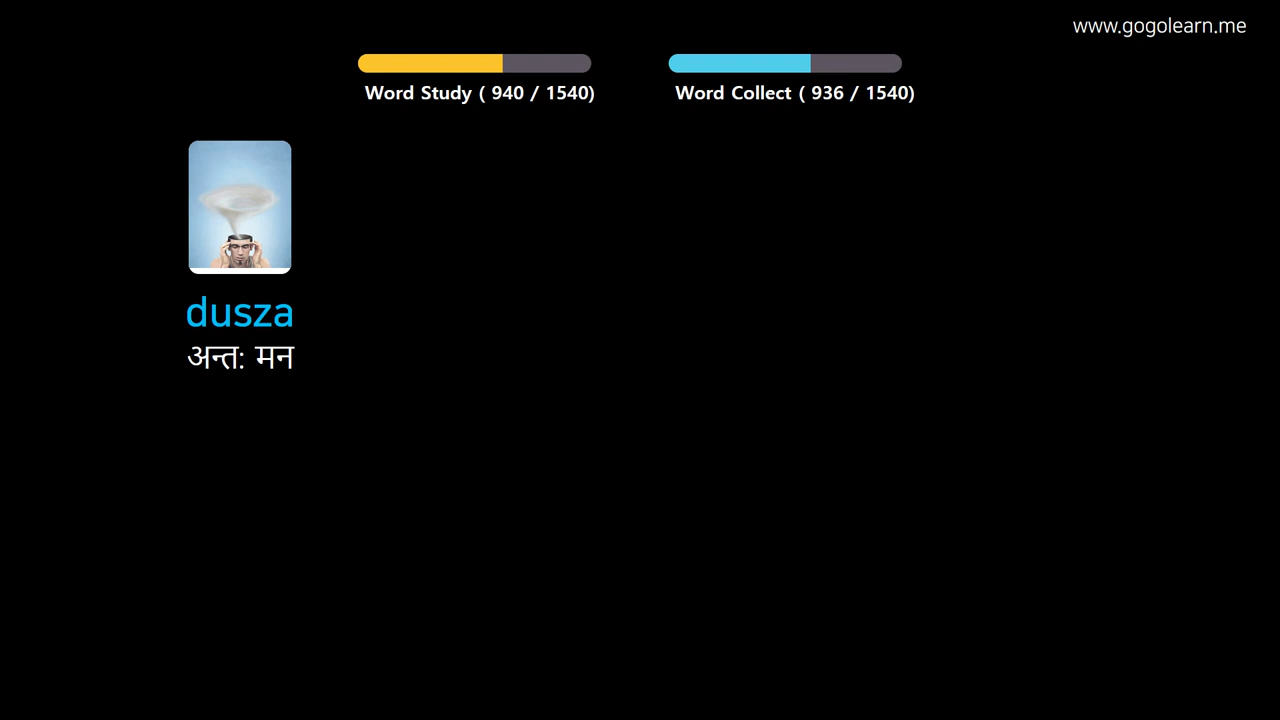 www.gogolearn.me
Word Study ( 940 / 1540)
Word Collect ( 936 / 1540)
dusza
अन्त: मन